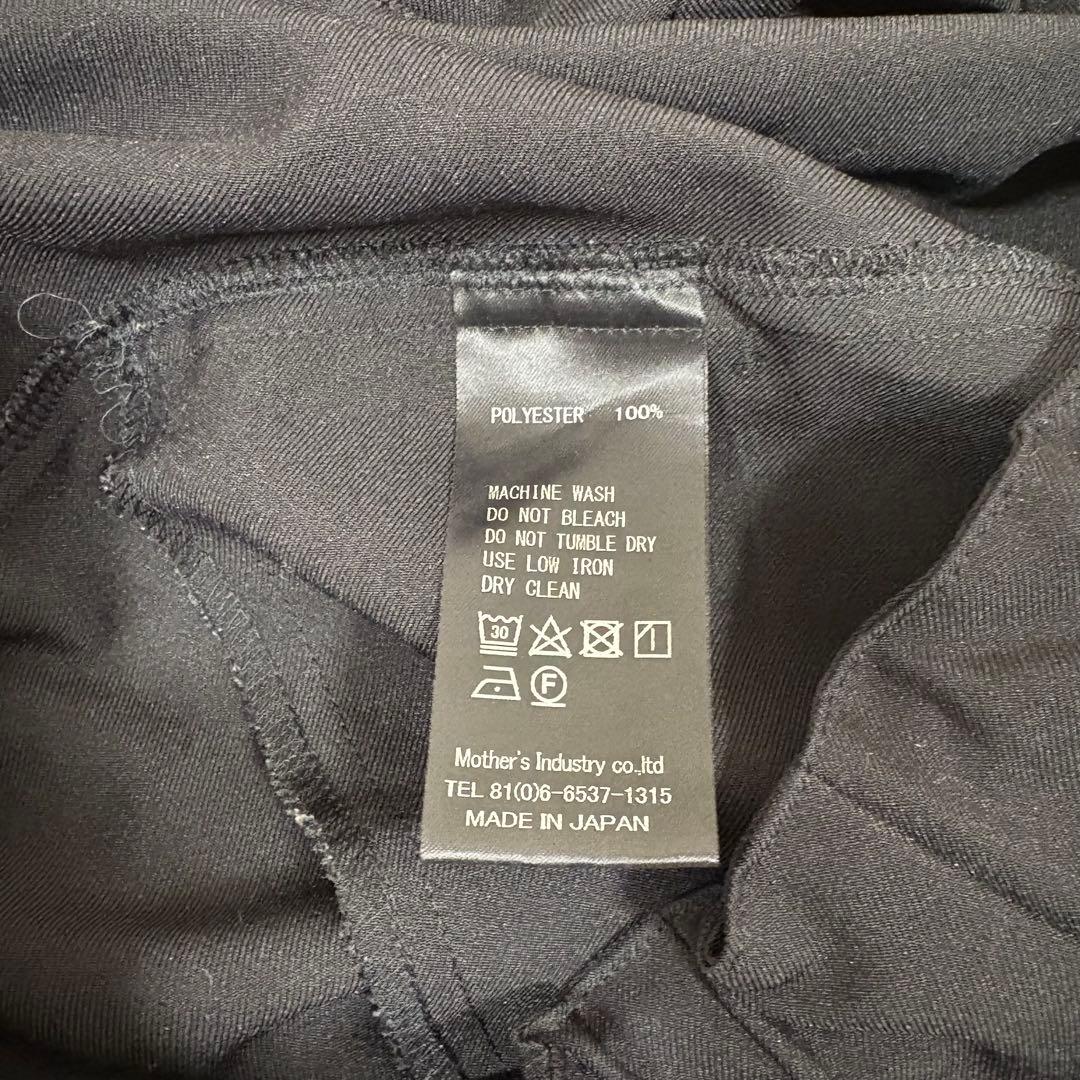 POLYESTER 100%
MACHINE WASH
DO NOT BLEACH
DO NOT TUMBLE DRY
USE LOW IRON
DRY CLEAN
30
F
Mother's Industry co.,ltd
TEL 81(0)6-6537-1315
MADE IN JAPAN